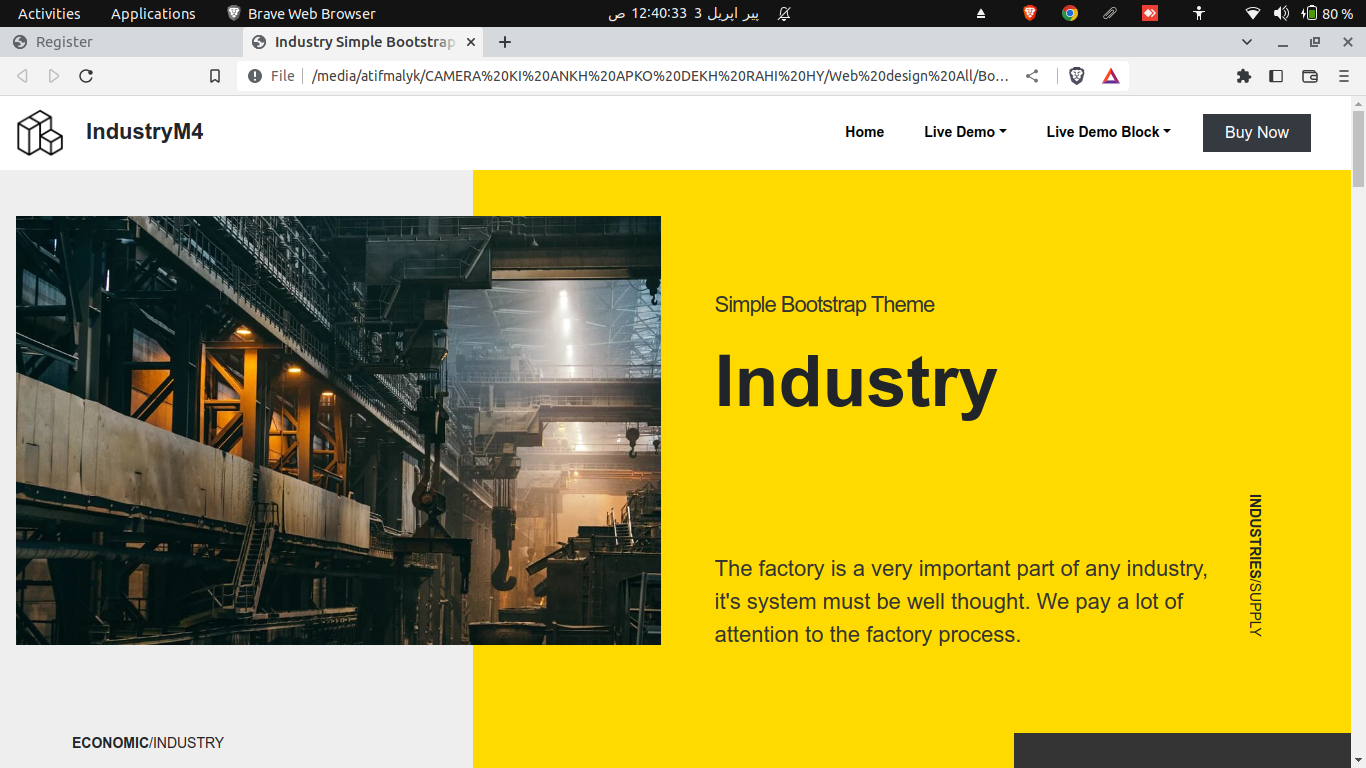 Activities Applications Brave Web Browser پیر اپریل 3 12:40:33 ص 80 %
Register Industry Simple Bootstrap
File /media/atifmalyk/CAMERA%20KI%20ANKH%20APKO%20DEKH%20RAHI%20HY/Web%20design%20All/Bo...
IndustryM4 Home Live Demo Live Demo Block Buy Now
Simple Bootstrap Theme
Industry
The factory is a very important part of any industry,
it's system must be well thought. We pay a lot of
attention to the factory process.
INDUSTRIES/SUPPLY
ECONOMIC/INDUSTRY